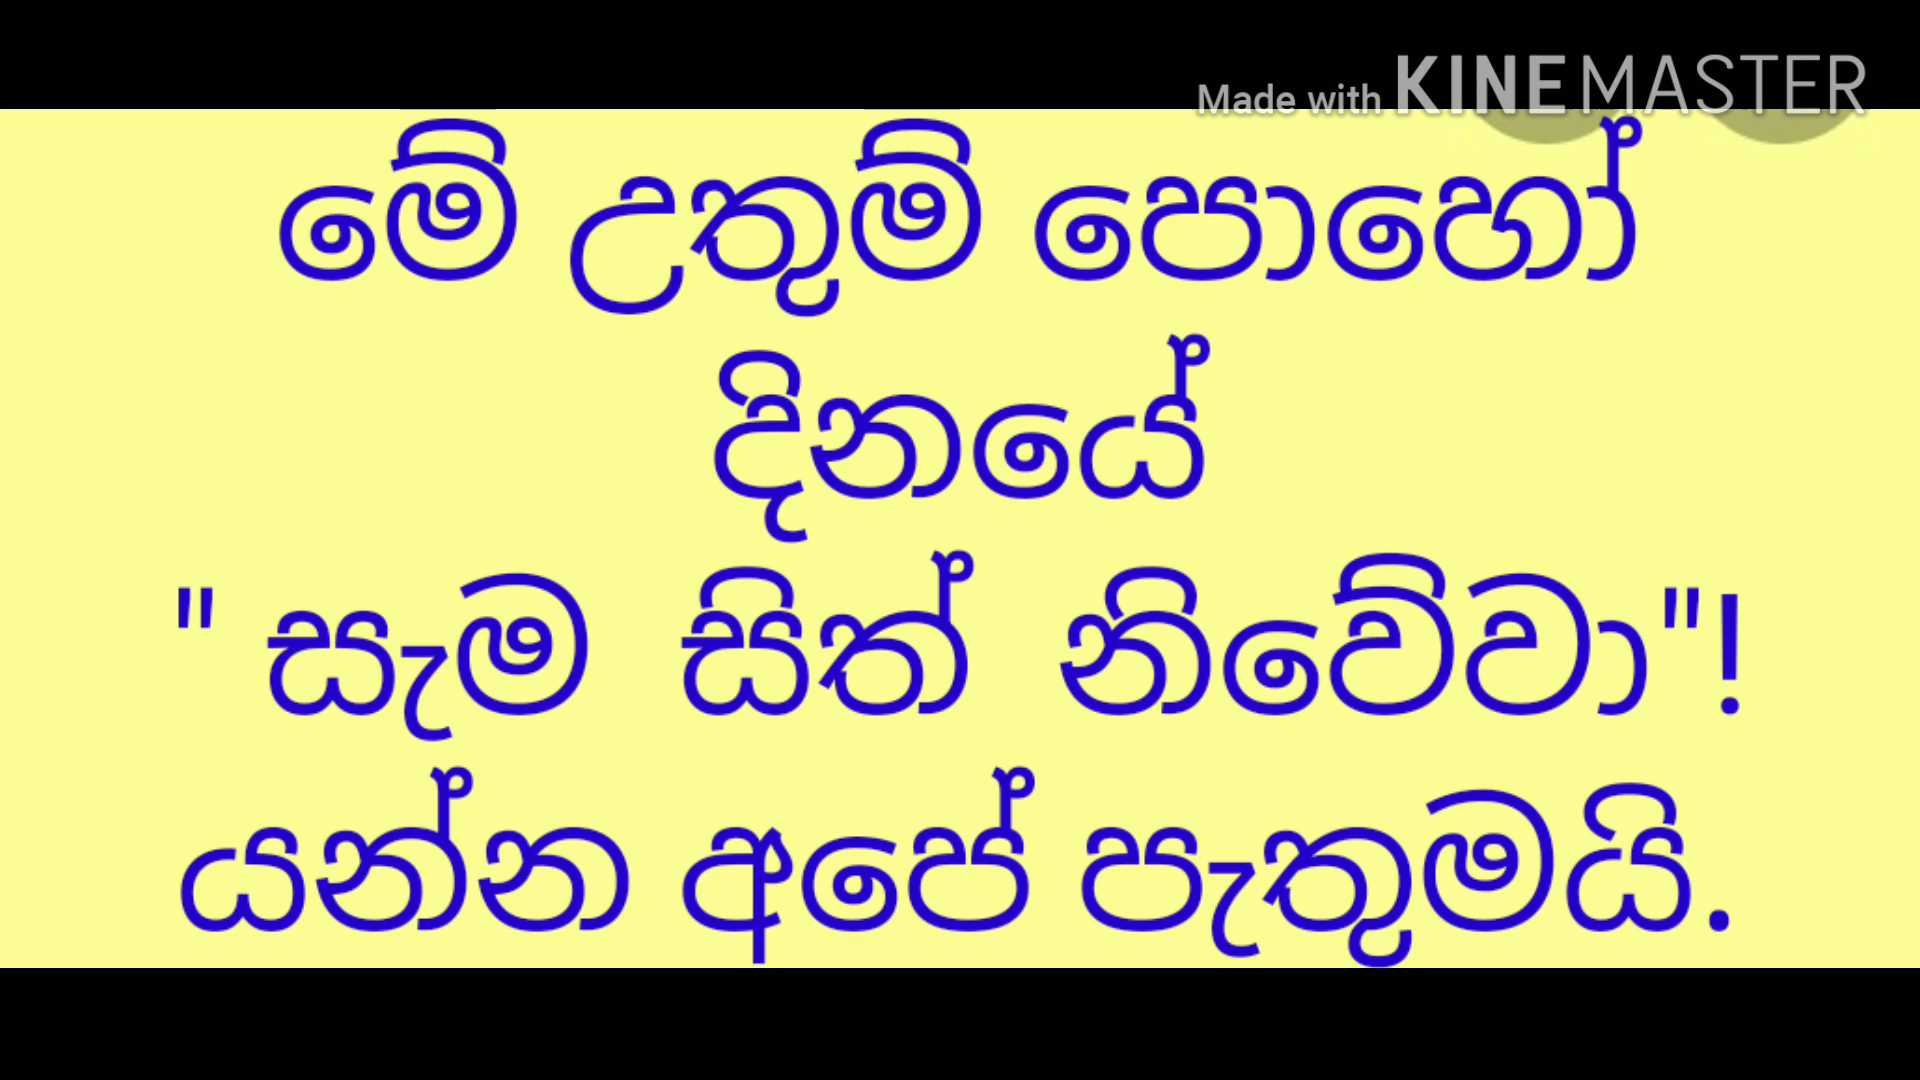 Made with KINEMASTER
මේ උතුම් පොහෝ
දිනයේ
" සැම සිත් නිවේවා"!
යන්න අපේ පැතුමයි.